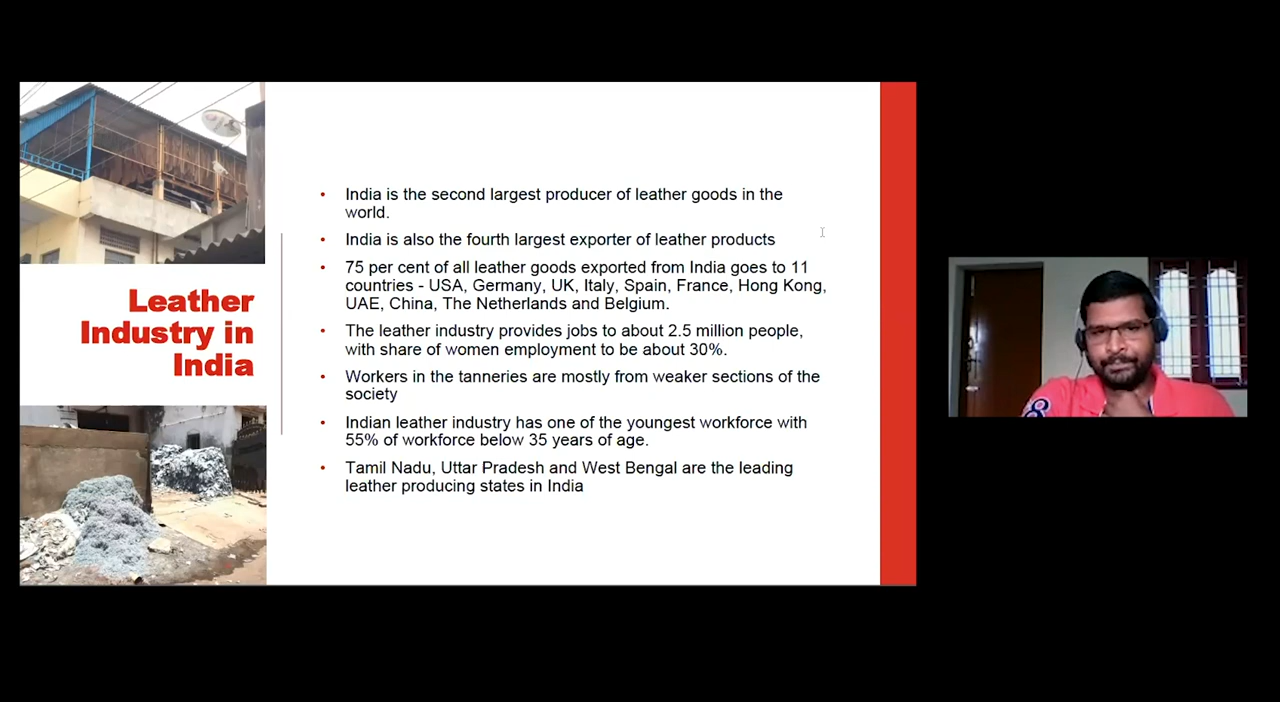 Leather
Industry in
India
• India is the second largest producer of leather goods in the
world.
• India is also the fourth largest exporter of leather products
• 75 per cent of all leather goods exported from India goes to 11
countries - USA, Germany, UK, Italy, Spain, France, Hong Kong,
UAE, China, The Netherlands and Belgium.
• The leather industry provides jobs to about 2.5 million people,
with share of women employment to be about 30%.
• Workers in the tanneries are mostly from weaker sections of the
society
• Indian leather industry has one of the youngest workforce with
55% of workforce below 35 years of age.
• Tamil Nadu, Uttar Pradesh and West Bengal are the leading
leather producing states in India
8